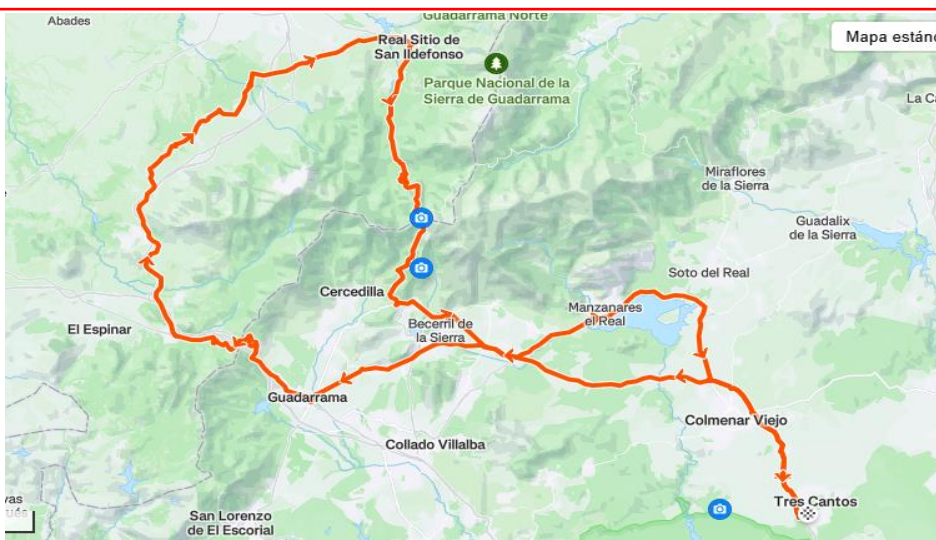 Guadarrama Norte
Abades
Mapa estánd
Real Sitio de
San Ildefonso
Parque Nacional de la
Sierra de Guadarrama
La Ca
Miraflores
de la Sierra
Guadalix
de la Sierra
Soto del Real
Cercedilla
Manzanares
el Real
El Espinar
Becerril de
la Sierra
Guadarrama
Colmenar Viejo
Collado Villalba
Tres Cantos
vas
San Lorenzo
de El Escorial